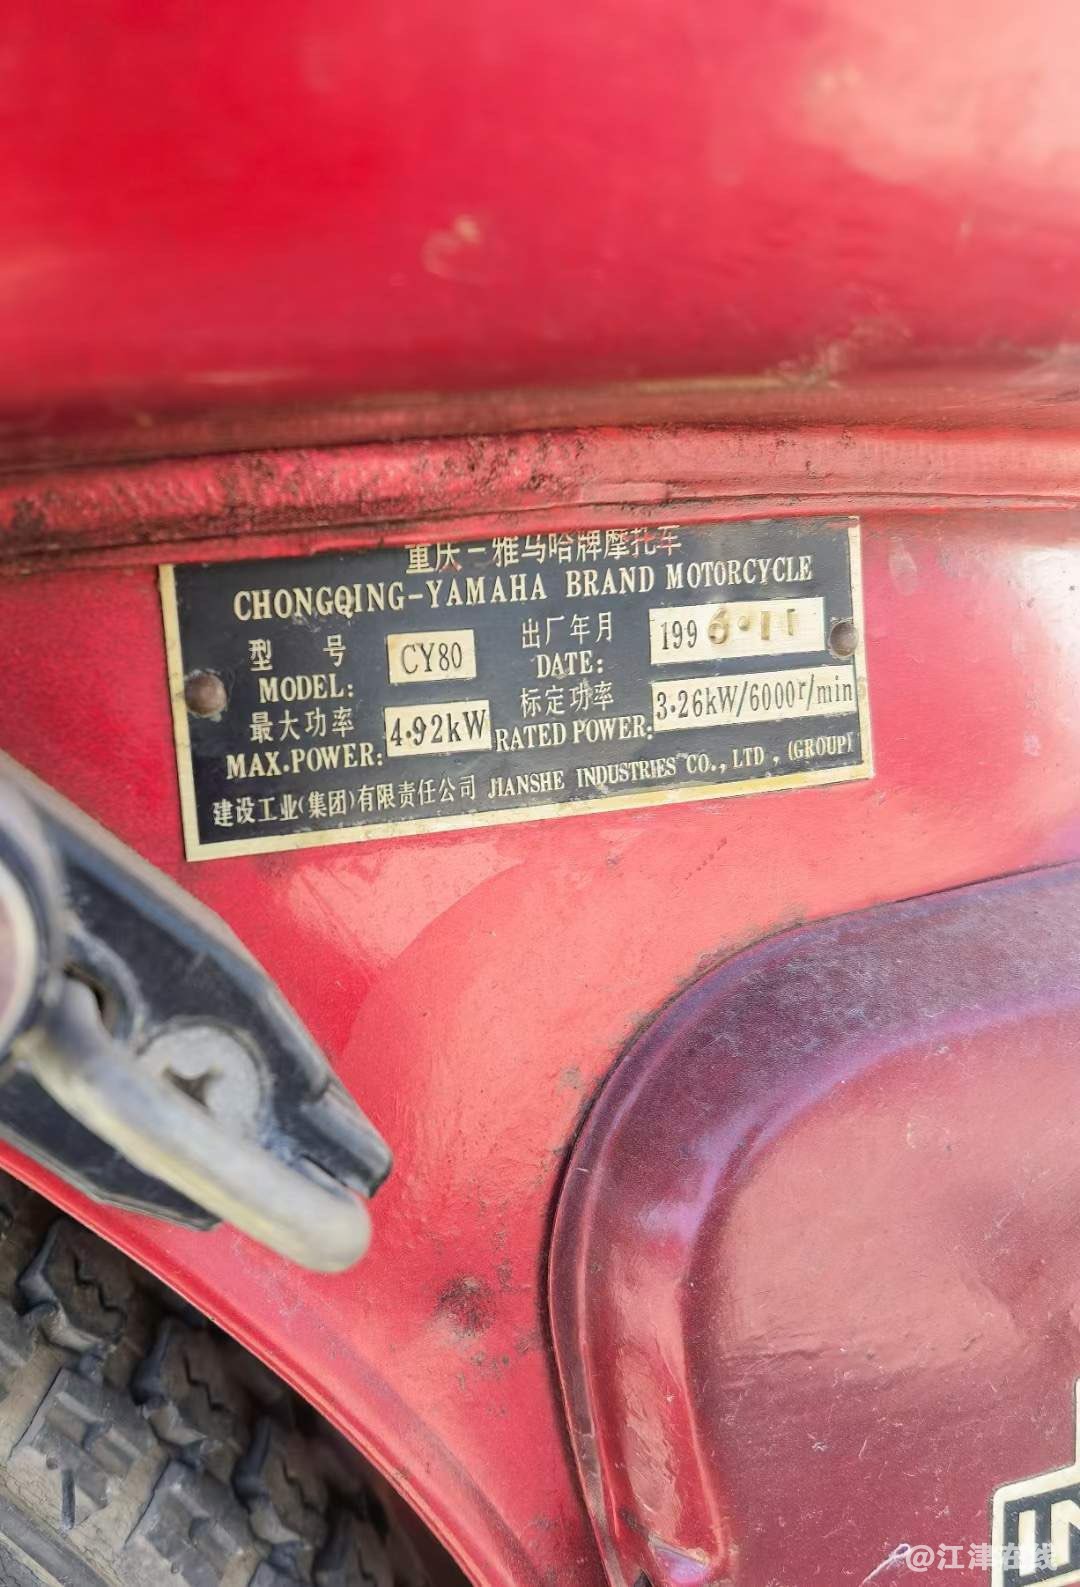 重庆-雅马哈牌摩托车
CHONGQING-YAMAHA BRAND MOTORCYCLE
型 号 CY80 出厂年月 1996·11
MODEL: DATE:
最大功率 4.92kW 标定功率 3.26kW/6000r/min
MAX.POWER: RATED POWER:
建设工业(集团)有限责任公司 JIANSHE INDUSTRIES CO., LTD , (GROUP)
IN
@江津在线